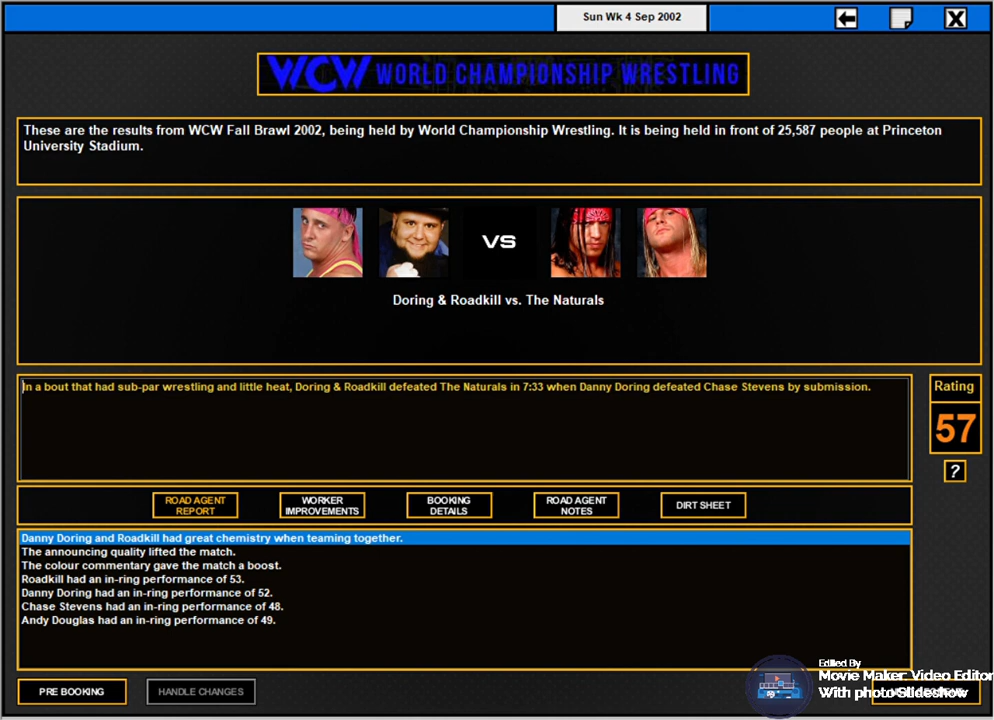 Sun Wk 4 Sep 2002
WCW WORLD CHAMPIONSHIP WRESTLING
These are the results from WCW Fall Brawl 2002, being held by World Championship Wrestling. It is being held in front of 25,587 people at Princeton
University Stadium.
VS
Doring & Roadkill vs. The Naturals
In a bout that had sub-par wrestling and little heat, Doring & Roadkill defeated The Naturals in 7:33 when Danny Doring defeated Chase Stevens by submission.
Rating
57
?
ROAD AGENT
REPORT
WORKER
IMPROVEMENTS
BOOKING
DETAILS
ROAD AGENT
NOTES
DIRT SHEET
Danny Doring and Roadkill had great chemistry when teaming together.
The announcing quality lifted the match.
The colour commentary gave the match a boost.
Roadkill had an in-ring performance of 53.
Danny Doring had an in-ring performance of 52.
Chase Stevens had an in-ring performance of 48.
Andy Douglas had an in-ring performance of 49.
PRE BOOKING
HANDLE CHANGES
Edited By
Movie Maker: Video Editor
With photo Slideshow